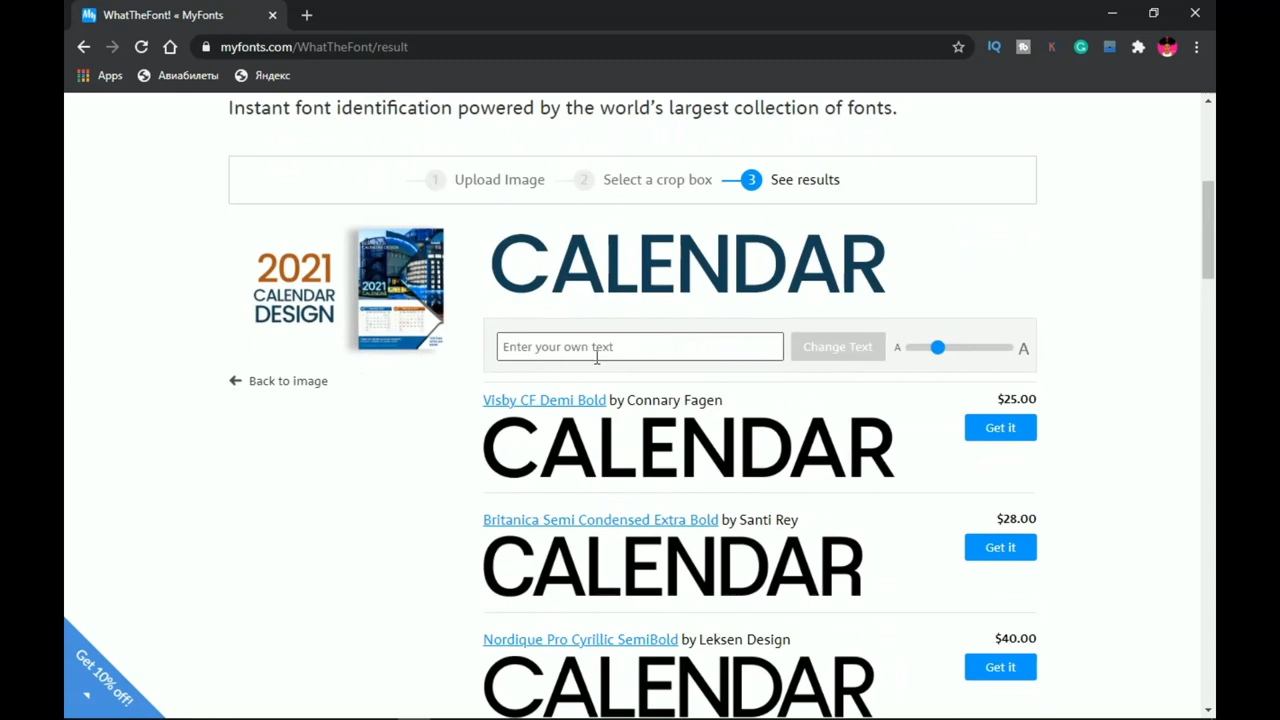 WhatTheFont! « MyFonts
myfonts.com/WhatTheFont/result
IQ
K
G
Apps
Авиабилеты
Яндекс
Instant font identification powered by the world's largest collection of fonts.
1 Upload Image 2 Select a crop box 3 See results
2021
CALENDAR
DESIGN
2021
CALENDAR
Enter your own text
Change Text
A
A
← Back to image
Visby CF Demi Bold by Connary Fagen
$25.00
Get it
CALENDAR
Britanica Semi Condensed Extra Bold by Santi Rey
$28.00
Get it
CALENDAR
Nordique Pro Cyrillic SemiBold by Leksen Design
$40.00
Get it
CALENDAR
Get 10% off!